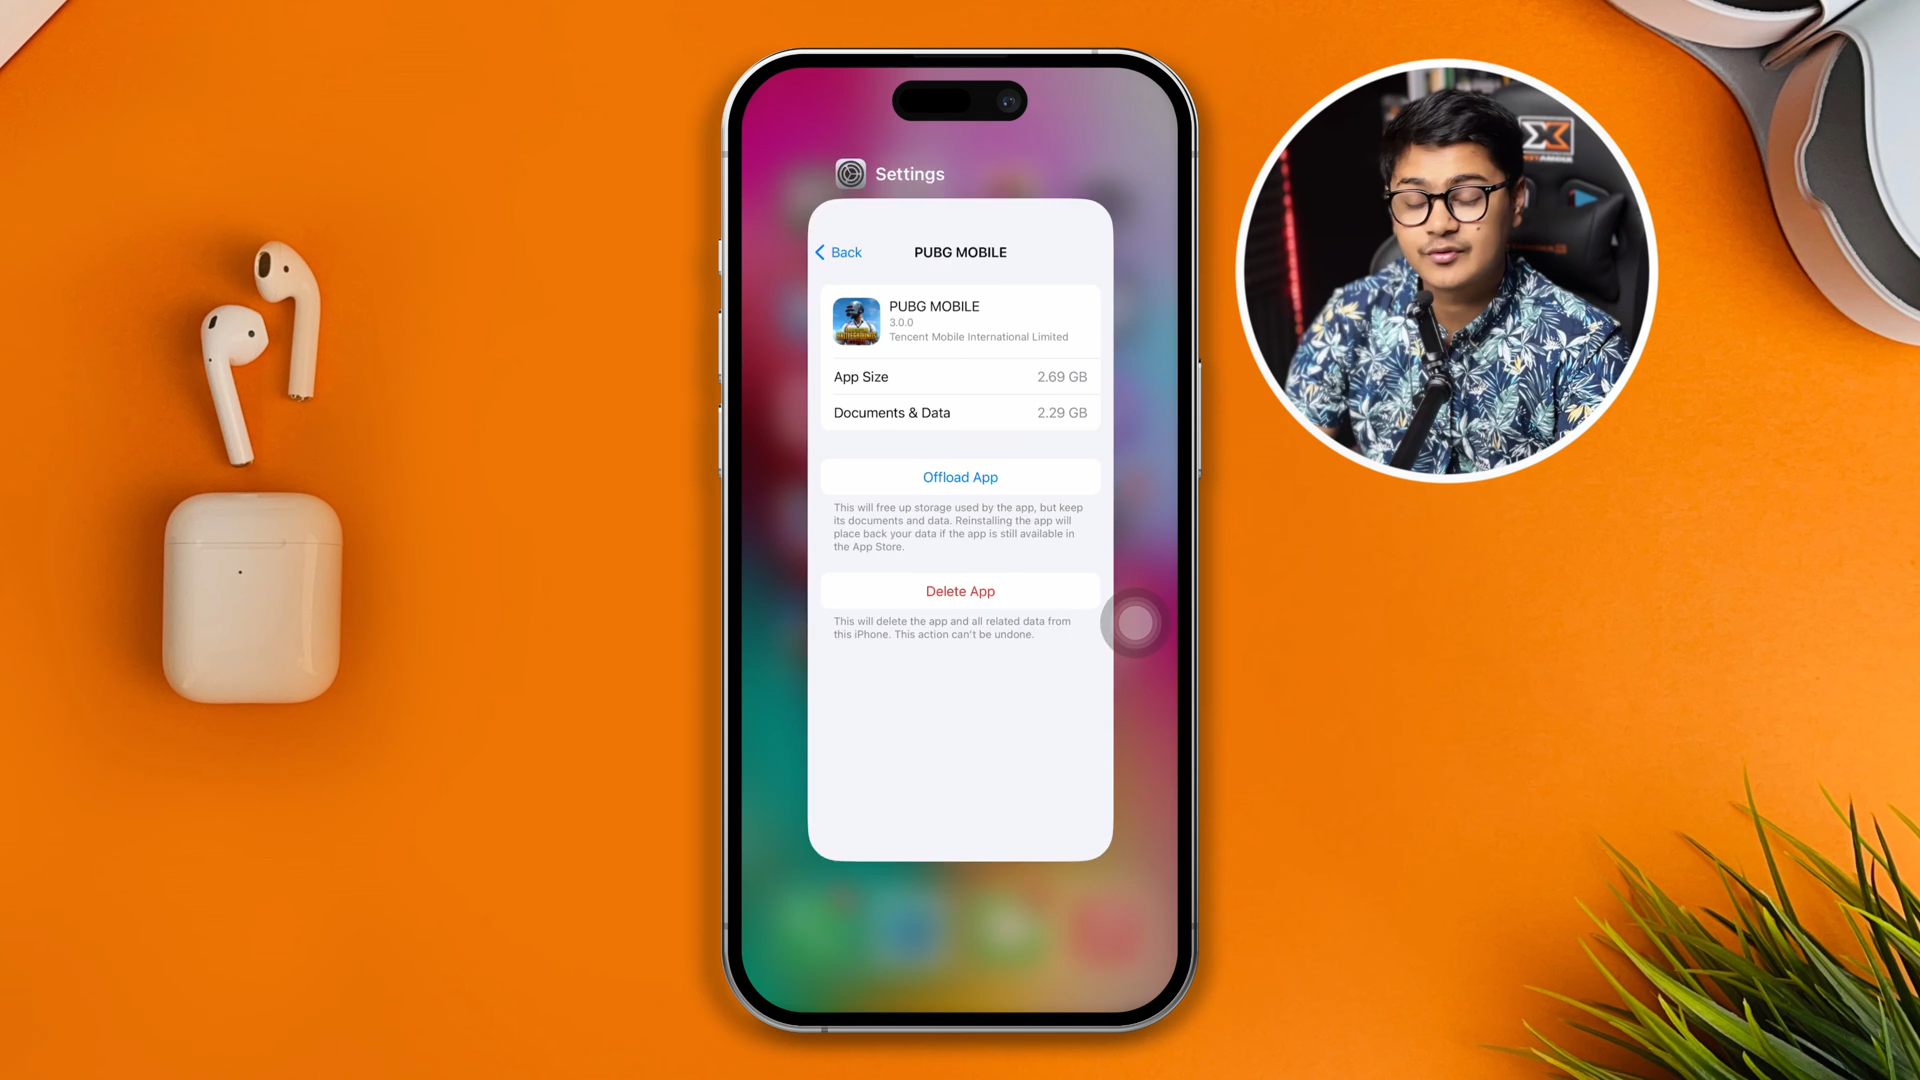 Settings
Back
PUBG MOBILE
PUBG MOBILE
3.0.0
Tencent Mobile International Limited
App Size 2.69 GB
Documents & Data 2.29 GB
Offload App
This will free up storage used by the app, but keep
its documents and data. Reinstalling the app will
place back your data if the app is still available in
the App Store.
Delete App
This will delete the app and all related data from
this iPhone. This action can't be undone.